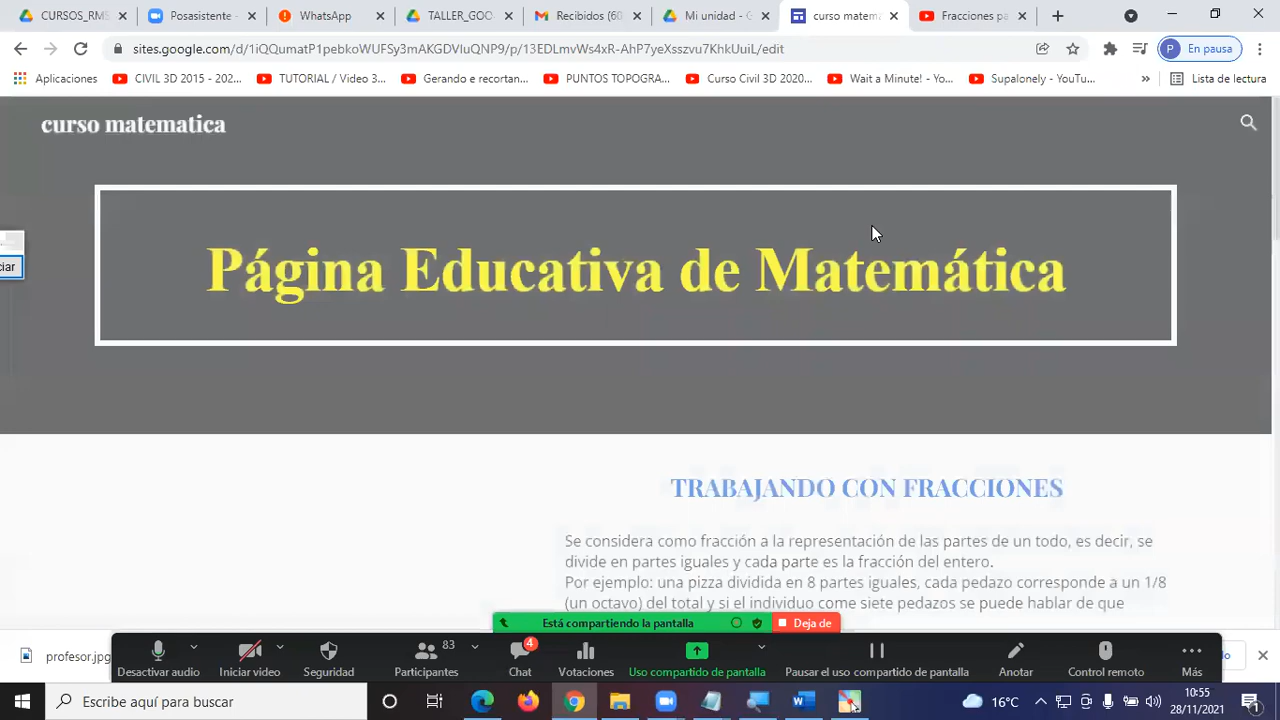 CURSOS_RMS
Posasistente -
WhatsApp
TALLER_GOO
Recibidos (60
Mi unidad - G
curso matem
Fracciones pa
sites.google.com/d/1iQQumatP1pebkoWUFSy3mAKGDVIuQNP9/p/13EDLmvWs4xR-AhP7yeXsszvu7KhkUuiL/edit
P
En pausa
Aplicaciones
CIVIL 3D 2015 - 202...
TUTORIAL / Video 3...
Gerando e recortan...
PUNTOS TOPOGRA...
Curso Civil 3D 2020...
Wait a Minute! - Yo...
Supalonely - YouTu...
»
Lista de lectura
curso matematica
ciar
Página Educativa de Matemática
TRABAJANDO CON FRACCIONES
Se considera como fracción a la representación de las partes de un todo, es decir, se
divide en partes iguales y cada parte es la fracción del entero.
Por ejemplo: una pizza dividida en 8 partes iguales, cada pedazo corresponde a un 1/8
(un octavo) del total y si el individuo come siete pedazos se puede hablar de que
Está compartiendo la pantalla
Deja de
profesor.jpg
Desactivar audio
Iniciar video
Seguridad
83
Participantes
4
Chat
Votaciones
Uso compartido de pantalla
Pausar el uso compartido de pantalla
Anotar
Control remoto
Más
Escribe aquí para buscar
16°C
10:55
28/11/2021
1